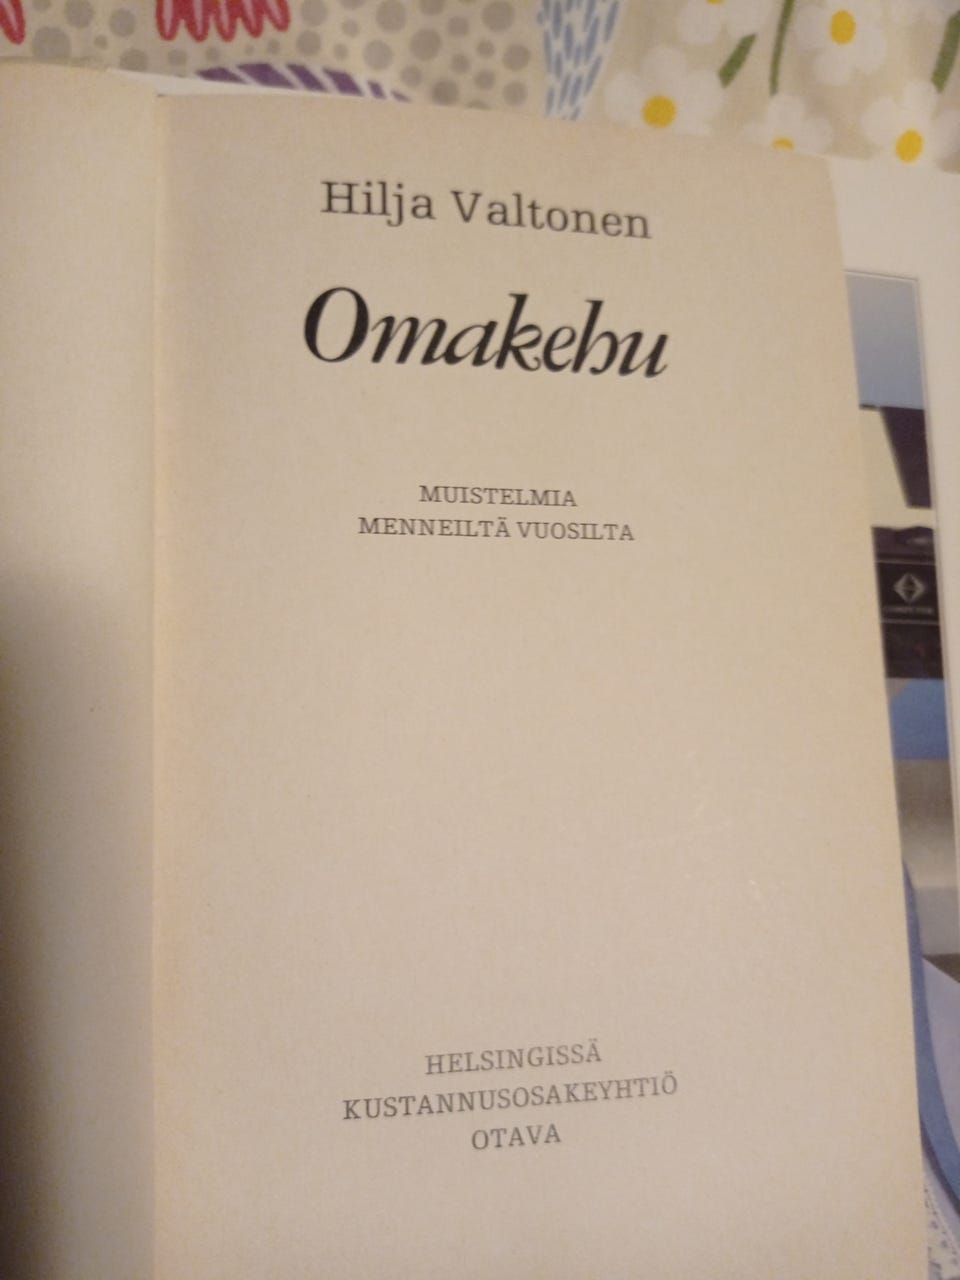 Hilja Valtonen
Omakehu
MUISTELMIA
MENNEILTÄ VUOSILTA
HELSINGISSÄ
KUSTANNUSOSAKEYHTIÖ
OTAVA